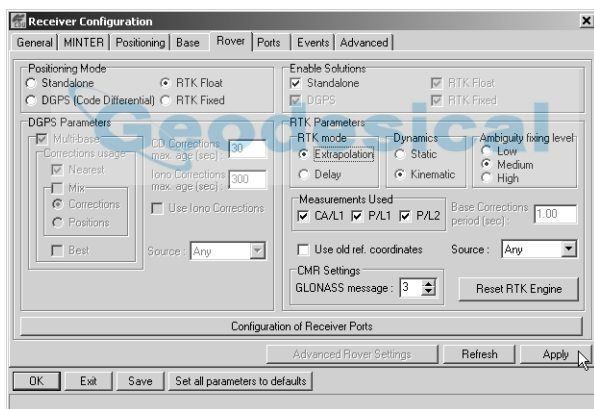 Receiver Configuration
General MINTER Positioning Base Rover Ports Events Advanced
Positioning Mode
Standalone RTK Float
DGPS (Code Differential) RTK Fixed
Enable Solutions
Standalone RTK Float
DGPS RTK Fixed
DGPS Parameters
Multi-base
Corrections usage
Nearest
Mix
Corrections
Positions
Best
CD Corrections
max. age (sec) : 30
Iono Corrections
max. age (sec) : 300
Use Iono Corrections
Source : Any
RTK Parameters
RTK mode
Extrapolation
Delay
Dynamics
Static
Kinematic
Ambiguity fixing level
Low
Medium
High
Measurements Used
CA/L1 P/L1 P/L2
Base Corrections
period (sec) : 1.00
Use old ref. coordinates Source : Any
CMR Settings
GLONASS message : 3
Reset RTK Engine
Configuration of Receiver Ports
Advanced Rover Settings Refresh Apply
OK Exit Save Set all parameters to defaults
Geodesical